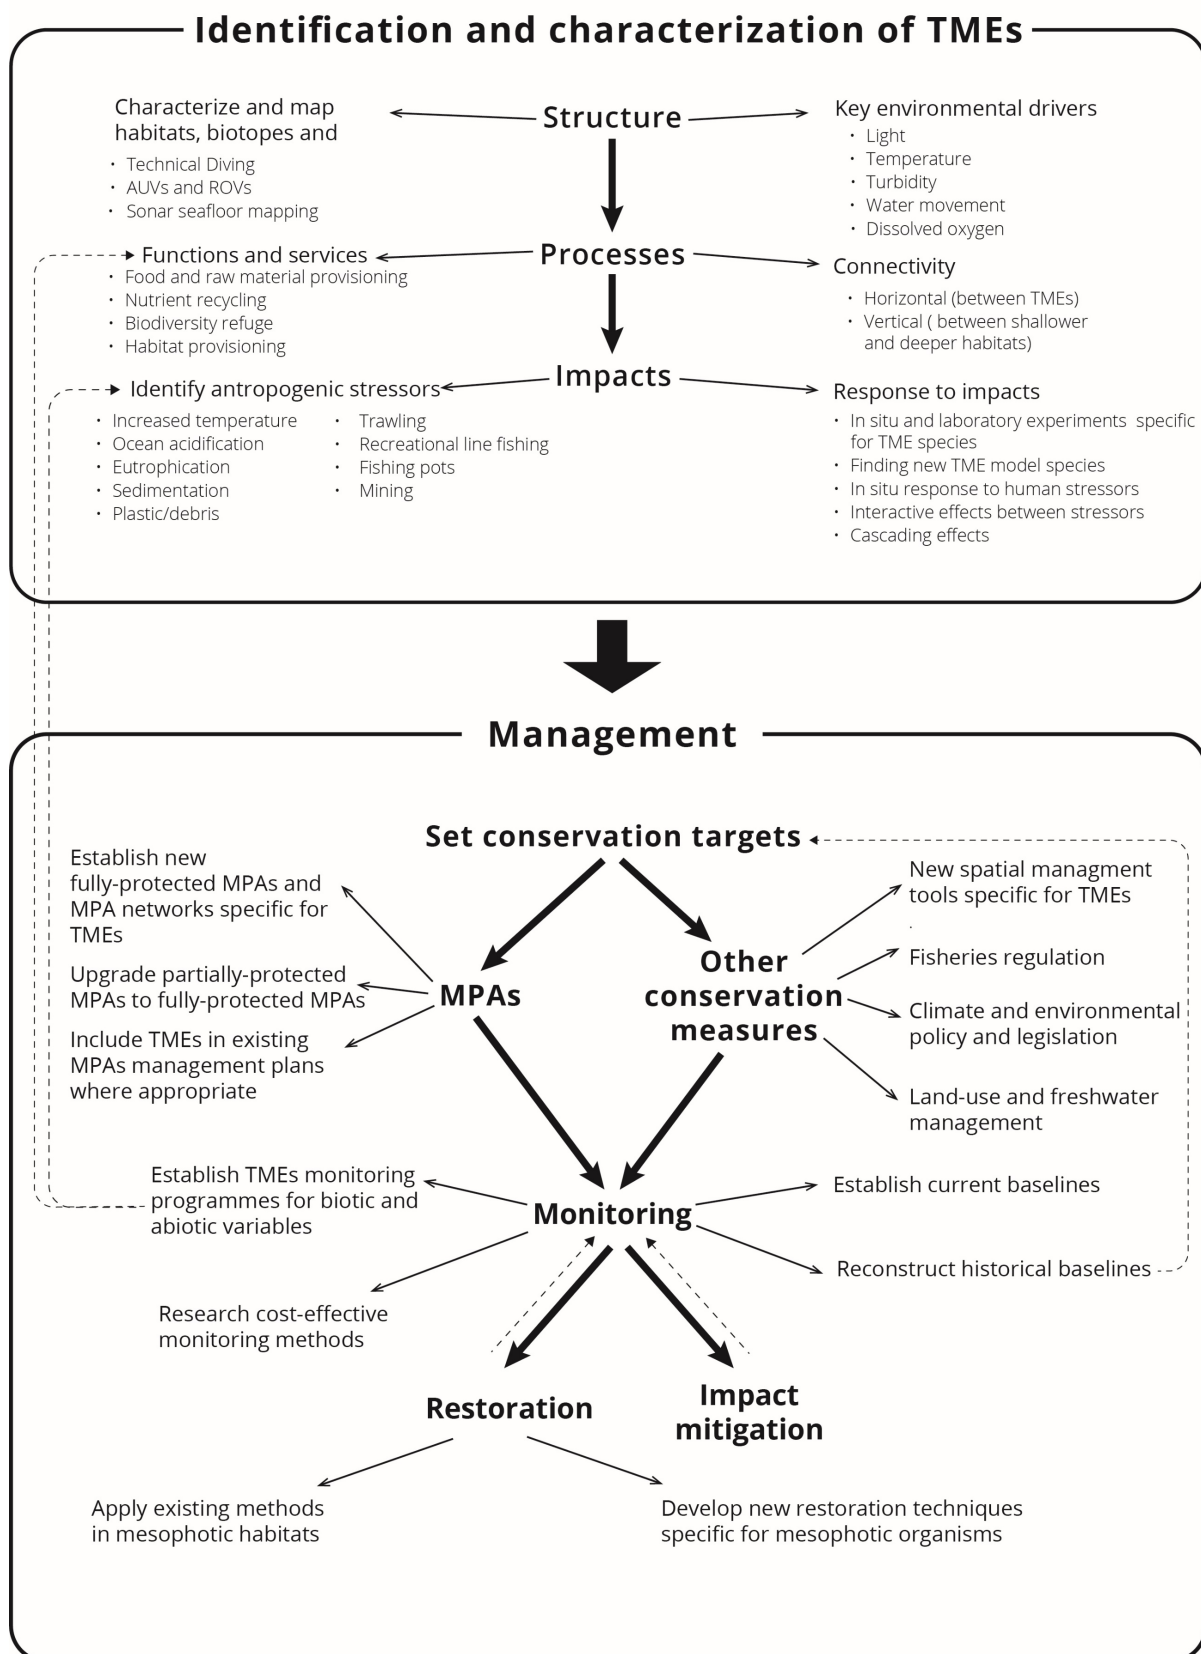 Identification and characterization of TMEs
Characterize and map
habitats, biotopes and
• Technical Diving
• AUVs and ROVs
• Sonar seafloor mapping
Structure
Key environmental drivers
• Light
• Temperature
• Turbidity
• Water movement
• Dissolved oxygen
Functions and services
• Food and raw material provisioning
• Nutrient recycling
• Biodiversity refuge
• Habitat provisioning
Processes
Connectivity
• Horizontal (between TMEs)
• Vertical ( between shallower
and deeper habitats)
Identify antropogenic stressors
• Increased temperature
• Ocean acidification
• Eutrophication
• Sedimentation
• Plastic/debris
• Trawling
• Recreational line fishing
• Fishing pots
• Mining
Impacts
Response to impacts
• In situ and laboratory experiments specific
for TME species
• Finding new TME model species
• In situ response to human stressors
• Interactive effects between stressors
• Cascading effects
Management
Set conservation targets
Establish new
fully-protected MPAs and
MPA networks specific for
TMEs
Upgrade partially-protected
MPAs to fully-protected MPAs
Include TMEs in existing
MPAs management plans
where appropriate
MPAs
Other
conservation
measures
New spatial managment
tools specific for TMEs
.
Fisheries regulation
Climate and environmental
policy and legislation
Land-use and freshwater
management
Establish TMEs monitoring
programmes for biotic and
abiotic variables
Research cost-effective
monitoring methods
Monitoring
Establish current baselines
Reconstruct historical baselines
Restoration
Impact
mitigation
Apply existing methods
in mesophotic habitats
Develop new restoration techniques
specific for mesophotic organisms